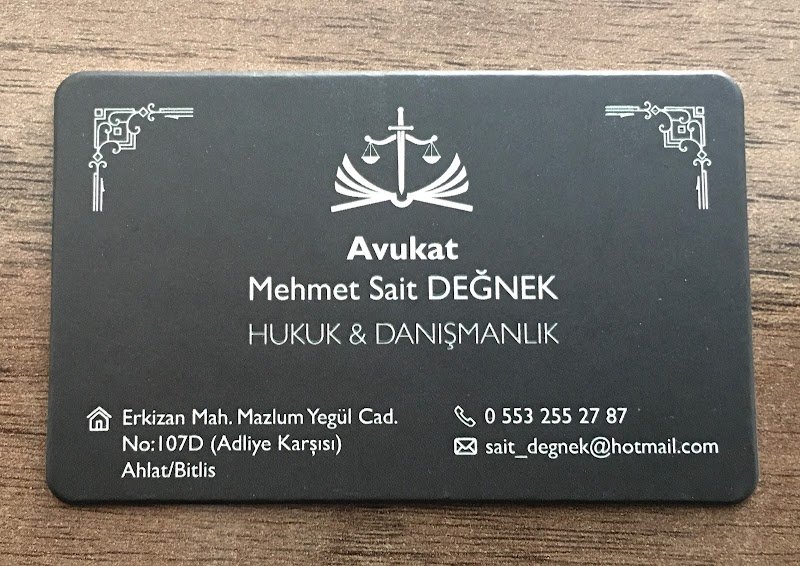 Avukat
Mehmet Sait DEĞNEK
HUKUK & DANIŞMANLIK
Erkizan Mah. Mazlum Yegül Cad.
No:107D (Adliye Karşısı)
Ahlat/Bitlis
0 553 255 27 87
sait_degnek@hotmail.com